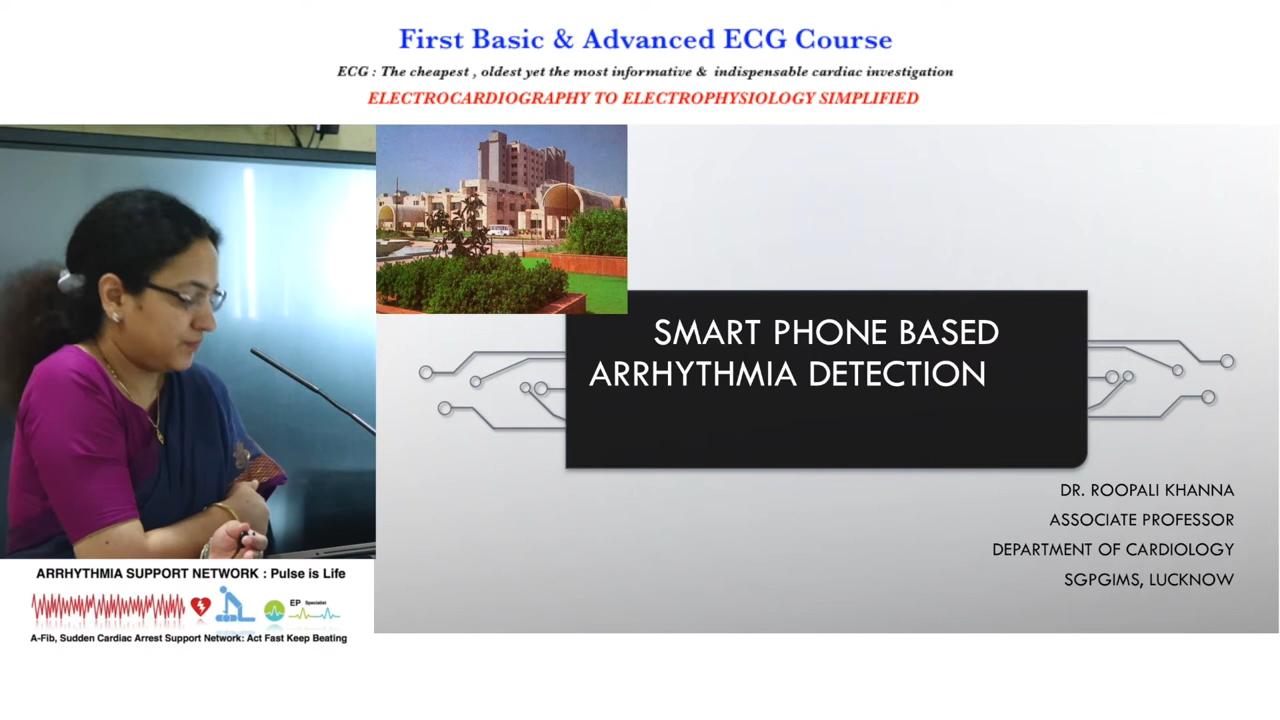 First Basic & Advanced ECG Course
ECG : The cheapest , oldest yet the most informative & indispensable cardiac investigation
ELECTROCARDIOGRAPHY TO ELECTROPHYSIOLOGY SIMPLIFIED
SMART PHONE BASED
ARRHYTHMIA DETECTION
DR. ROOPALI KHANNA
ASSOCIATE PROFESSOR
DEPARTMENT OF CARDIOLOGY
SGPGIMS, LUCKNOW
ARRHYTHMIA SUPPORT NETWORK : Pulse is Life
EP Specialist
A-Fib, Sudden Cardiac Arrest Support Network: Act Fast Keep Beating